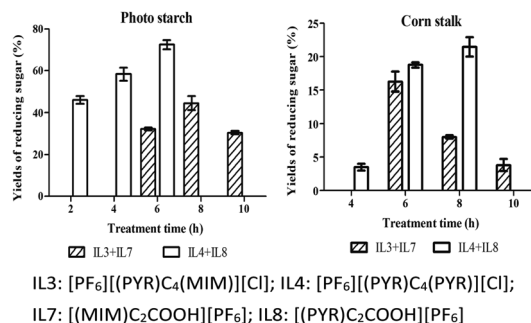 Photo starch
Yields of reducing sugar (%)
80
60
40
20
0
2 4 6 8 10
Treatment time (h)
IL3+IL7 IL4+IL8
Corn stalk
Yields of reducing sugar (%)
25
20
15
10
5
0
4 6 8 10
Treatment time (h)
IL3+IL7 IL4+IL8
IL3: [PF₆][(PYR)C₄(MIM)][Cl]; IL4: [PF₆][(PYR)C₄(PYR)][Cl];
IL7: [(MIM)C₂COOH][PF₆]; IL8: [(PYR)C₂COOH][PF₆]